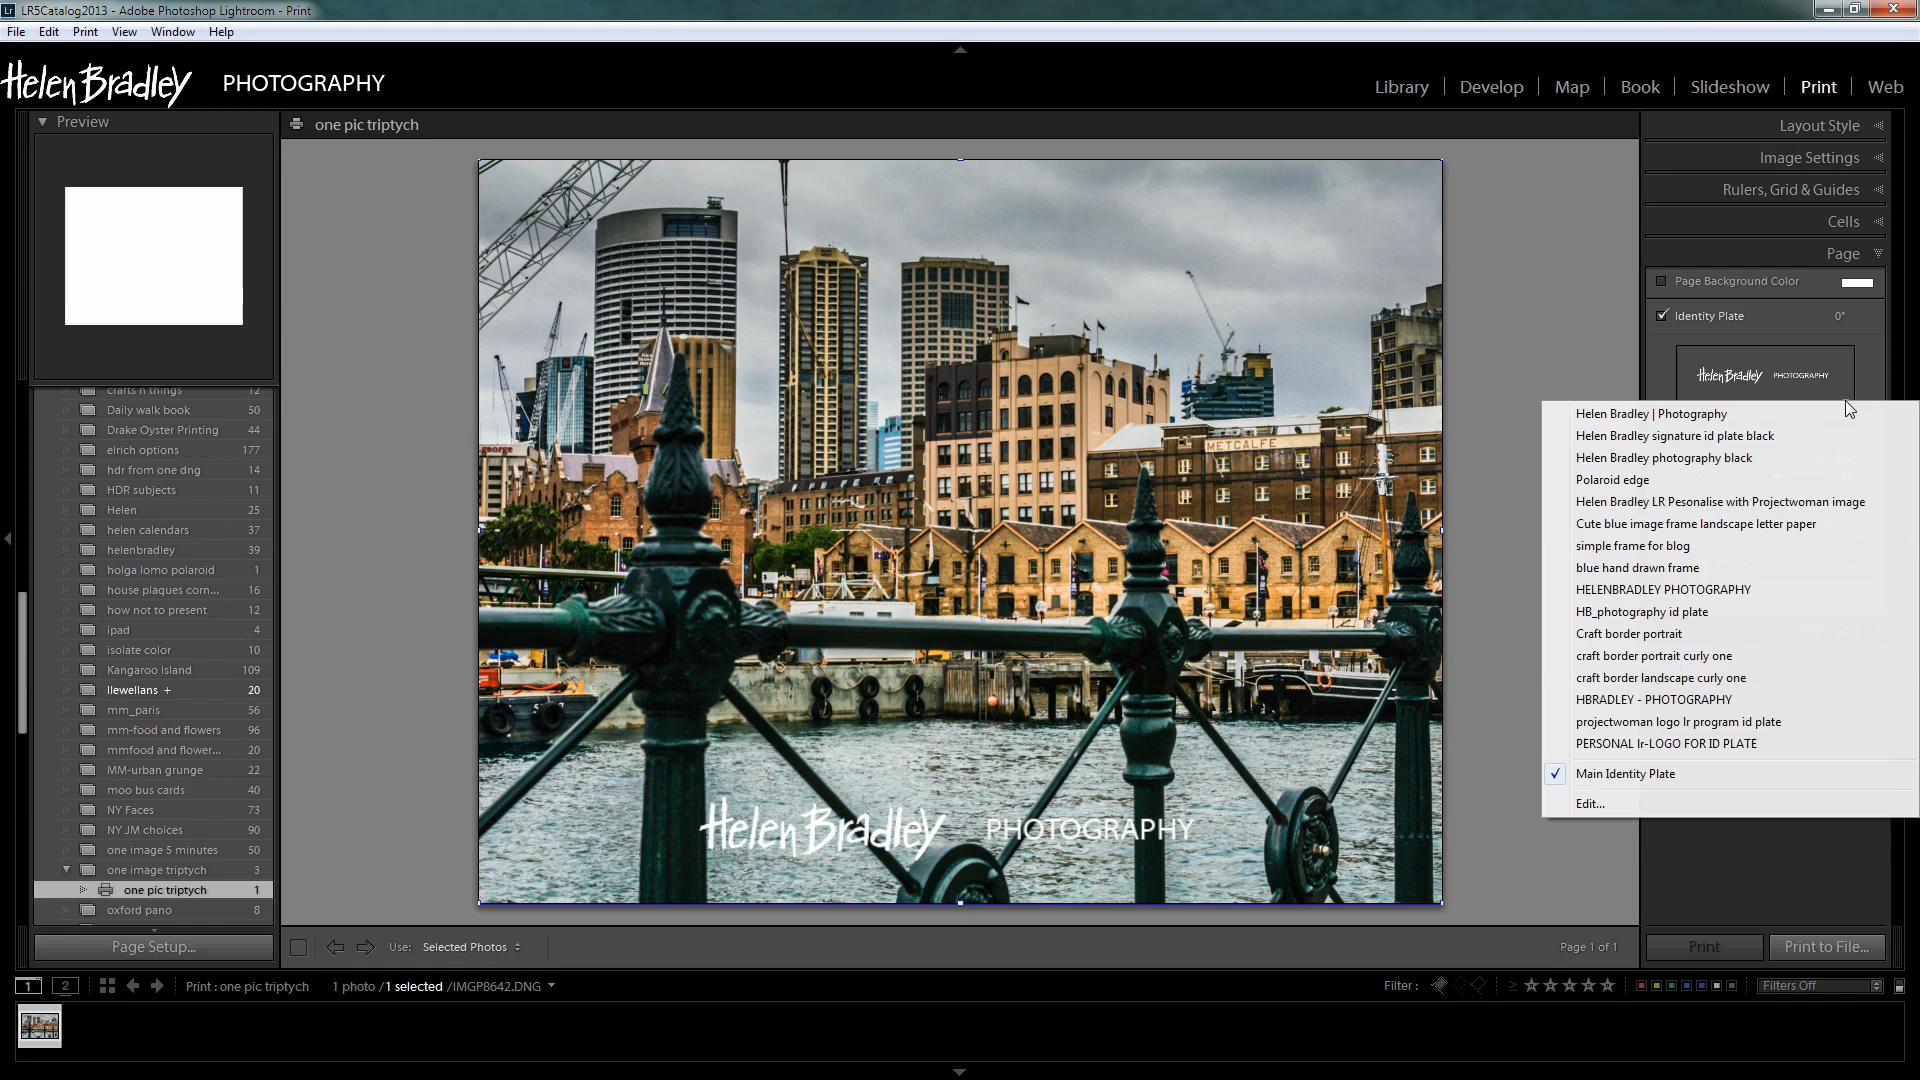 LR5Catalog2013 - Adobe Photoshop Lightroom - Print
File Edit Print View Window Help
Helen Bradley PHOTOGRAPHY
Library Develop Map Book Slideshow Print Web
Preview
one pic triptych
Layout Style
Image Settings
Rulers, Grid & Guides
Cells
Page
Page Background Color
Identity Plate 0°
Helen Bradley PHOTOGRAPHY
crafts n things 12
Daily walk book 50
Drake Oyster Printing 44
elrich options 177
hdr from one dng 14
HDR subjects 11
Helen 25
helen calendars 37
helenbradley 39
holga lomo polaroid 1
house plaques corn... 16
how not to present 12
ipad 4
isolate color 10
Kangaroo island 109
llewellans + 20
mm_paris 56
mm-food and flowers 96
mmfood and flower... 20
MM-urban grunge 22
moo bus cards 40
NY Faces 73
NY JM choices 90
one image 5 minutes 50
one image triptych 3
one pic triptych 1
oxford pano 8
Page Setup...
george
METCALFE
Helen Bradley PHOTOGRAPHY
Helen Bradley | Photography
Helen Bradley signature id plate black
Helen Bradley photography black
Polaroid edge
Helen Bradley LR Pesonalise with Projectwoman image
Cute blue image frame landscape letter paper
simple frame for blog
blue hand drawn frame
HELENBRADLEY PHOTOGRAPHY
HB_photography id plate
Craft border portrait
craft border portrait curly one
craft border landscape curly one
HBRADLEY - PHOTOGRAPHY
projectwoman logo lr program id plate
PERSONAL lr-LOGO FOR ID PLATE
Main Identity Plate
Edit...
Use: Selected Photos
Page 1 of 1
Print Print to File...
1 2 Print : one pic triptych 1 photo /1 selected /IMGP8642.DNG
Filter : ≥ Filters Off